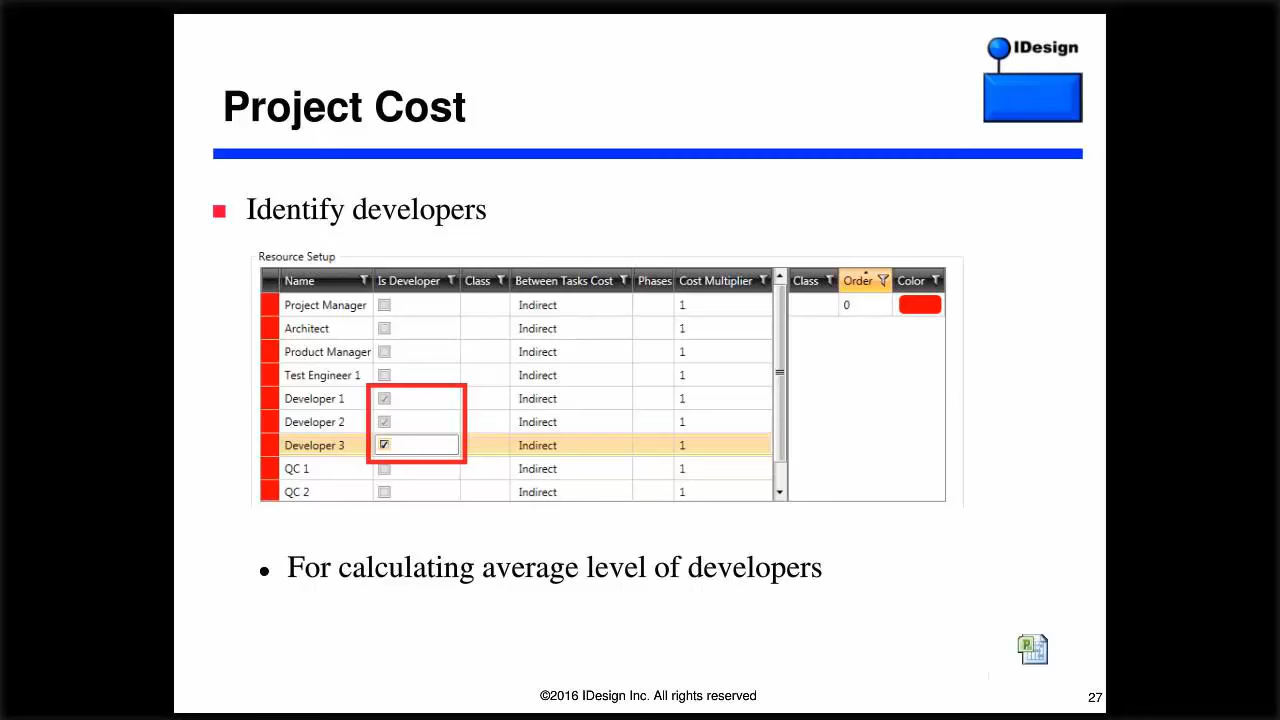 IDesign
Project Cost
Identify developers
Resource Setup
Name Is Developer Class Between Tasks Cost Phases Cost Multiplier Class Order Color
Project Manager Indirect 1 0
Architect Indirect 1
Product Manager Indirect 1
Test Engineer 1 Indirect 1
Developer 1 Indirect 1
Developer 2 Indirect 1
Developer 3 Indirect 1
QC 1 Indirect 1
QC 2 Indirect 1
• For calculating average level of developers
P
©2016 IDesign Inc. All rights reserved
27